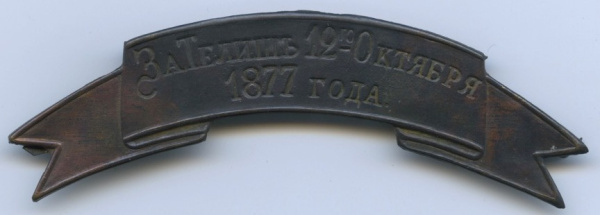 За Телишъ 12го Октября
1877 года